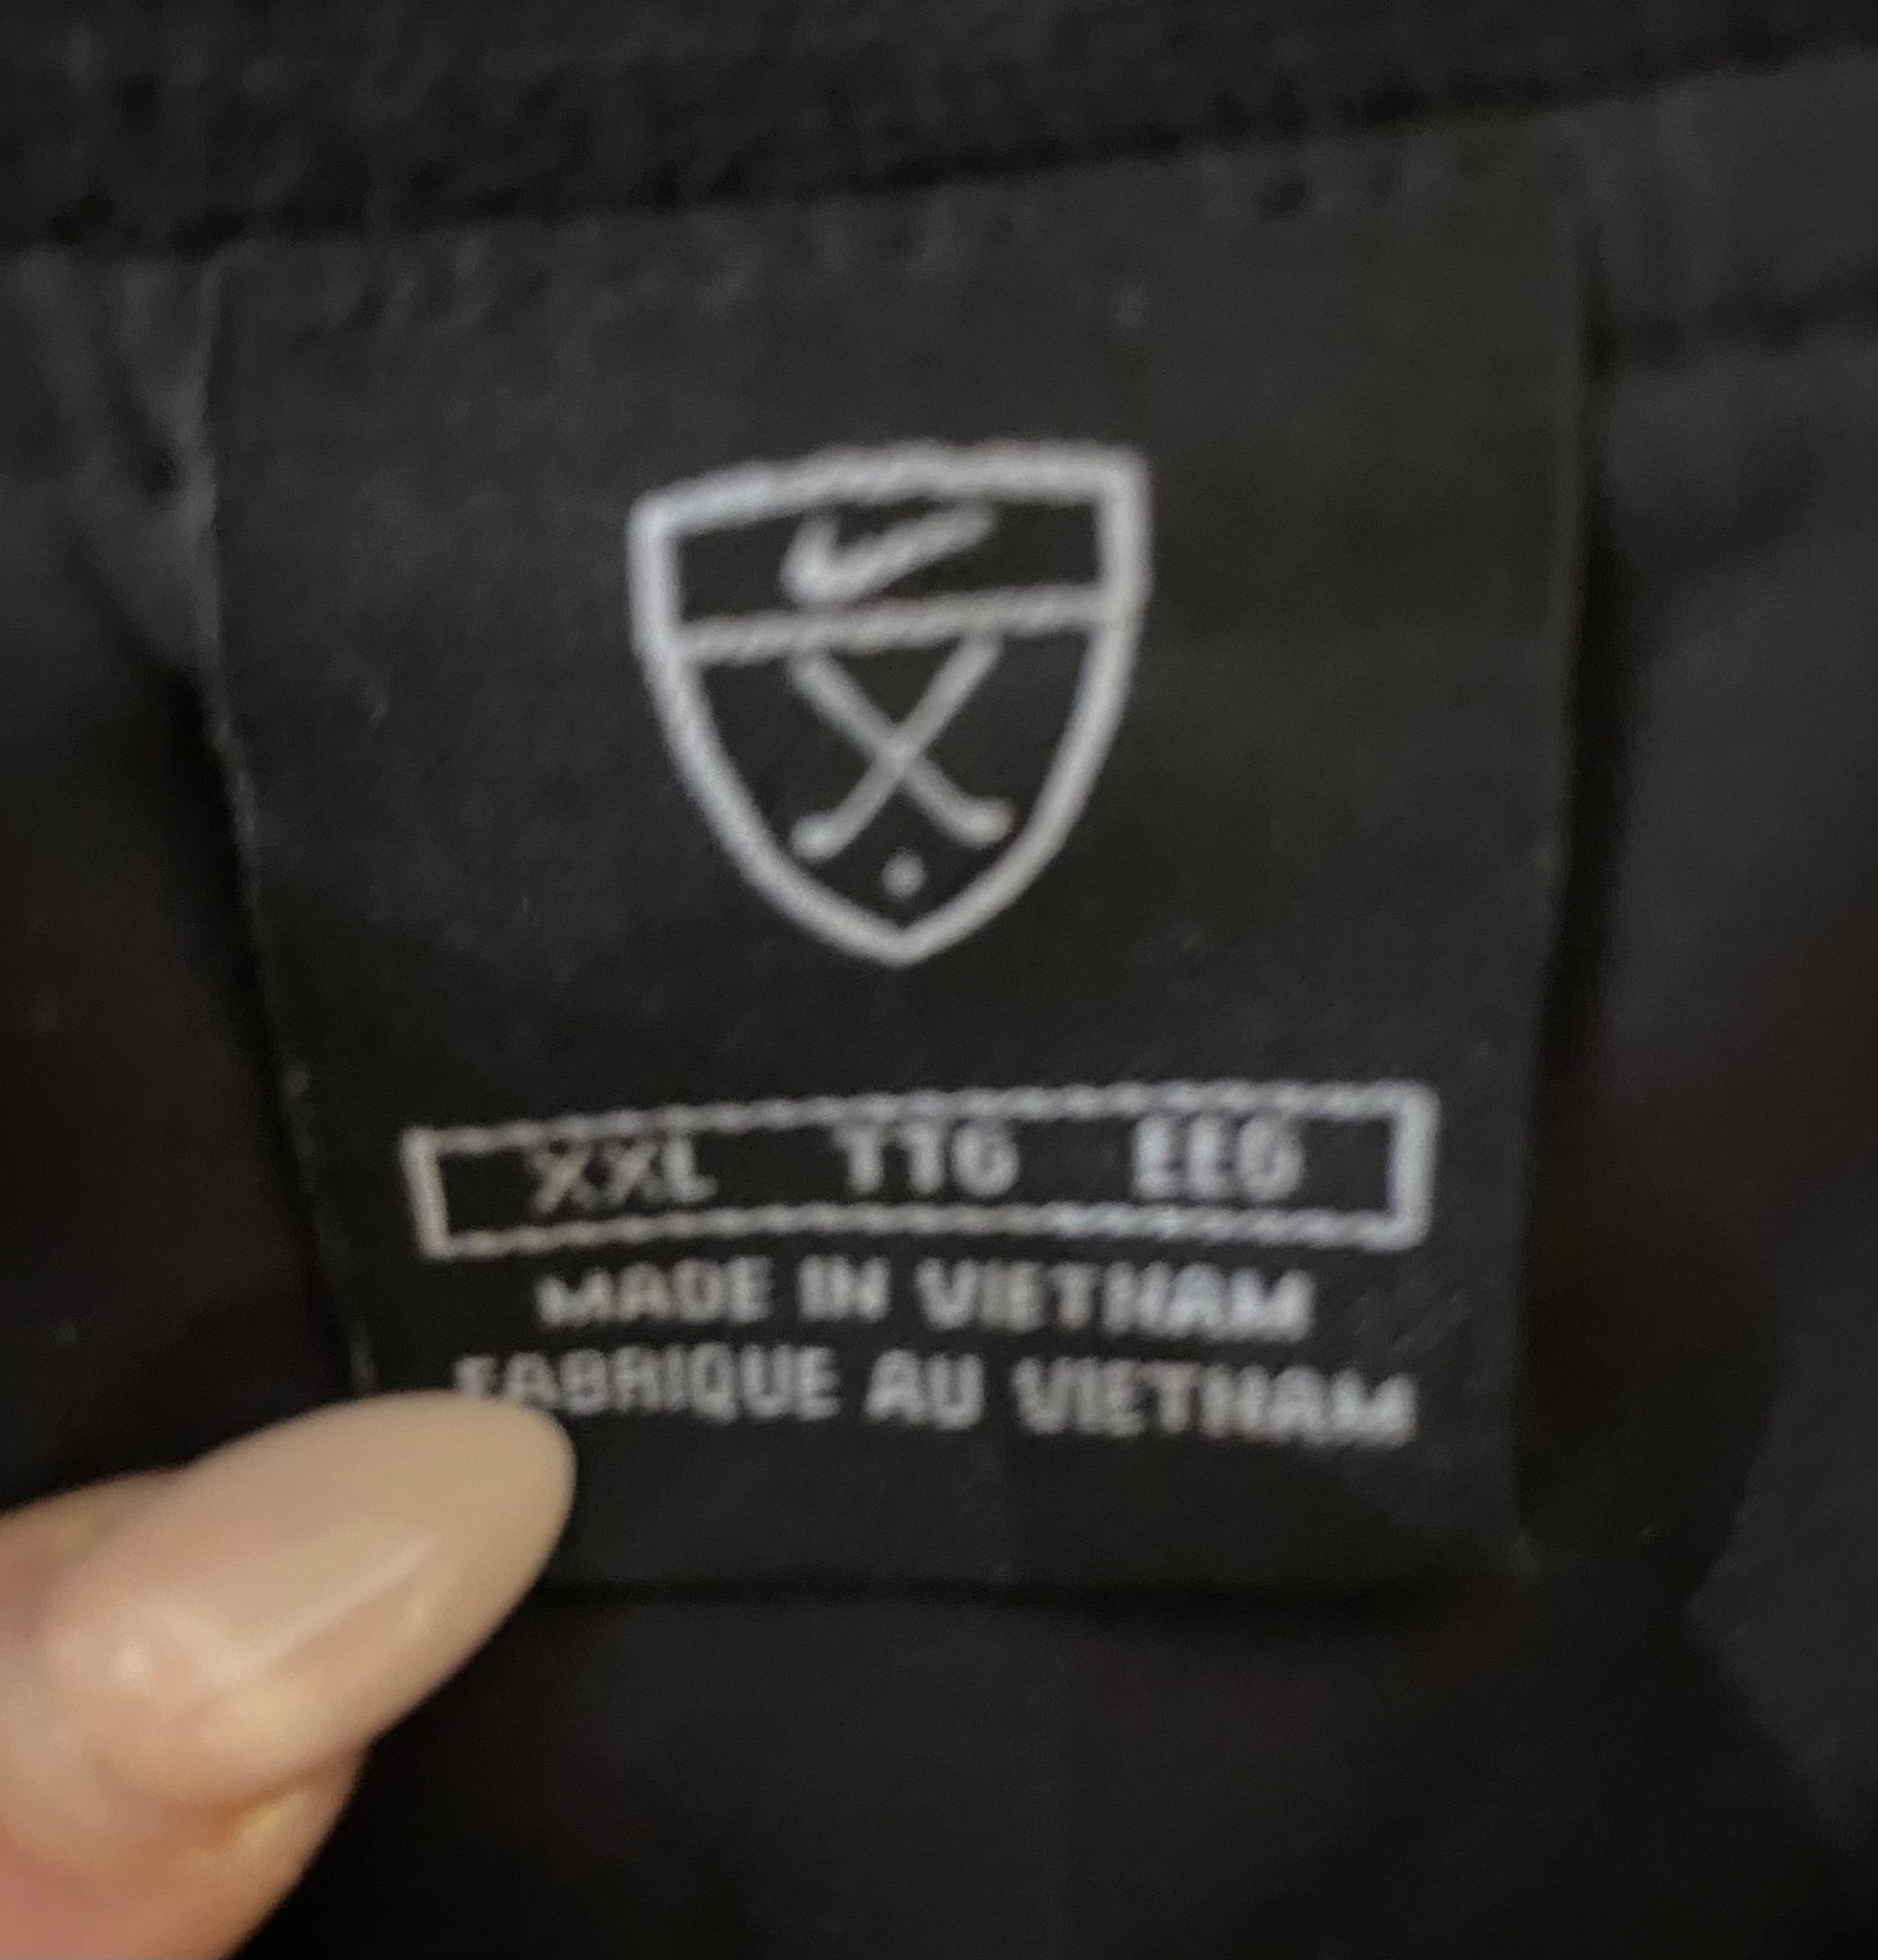 XXL TTG EEG
MADE IN VIETNAM
FABRIQUE AU VIETNAM